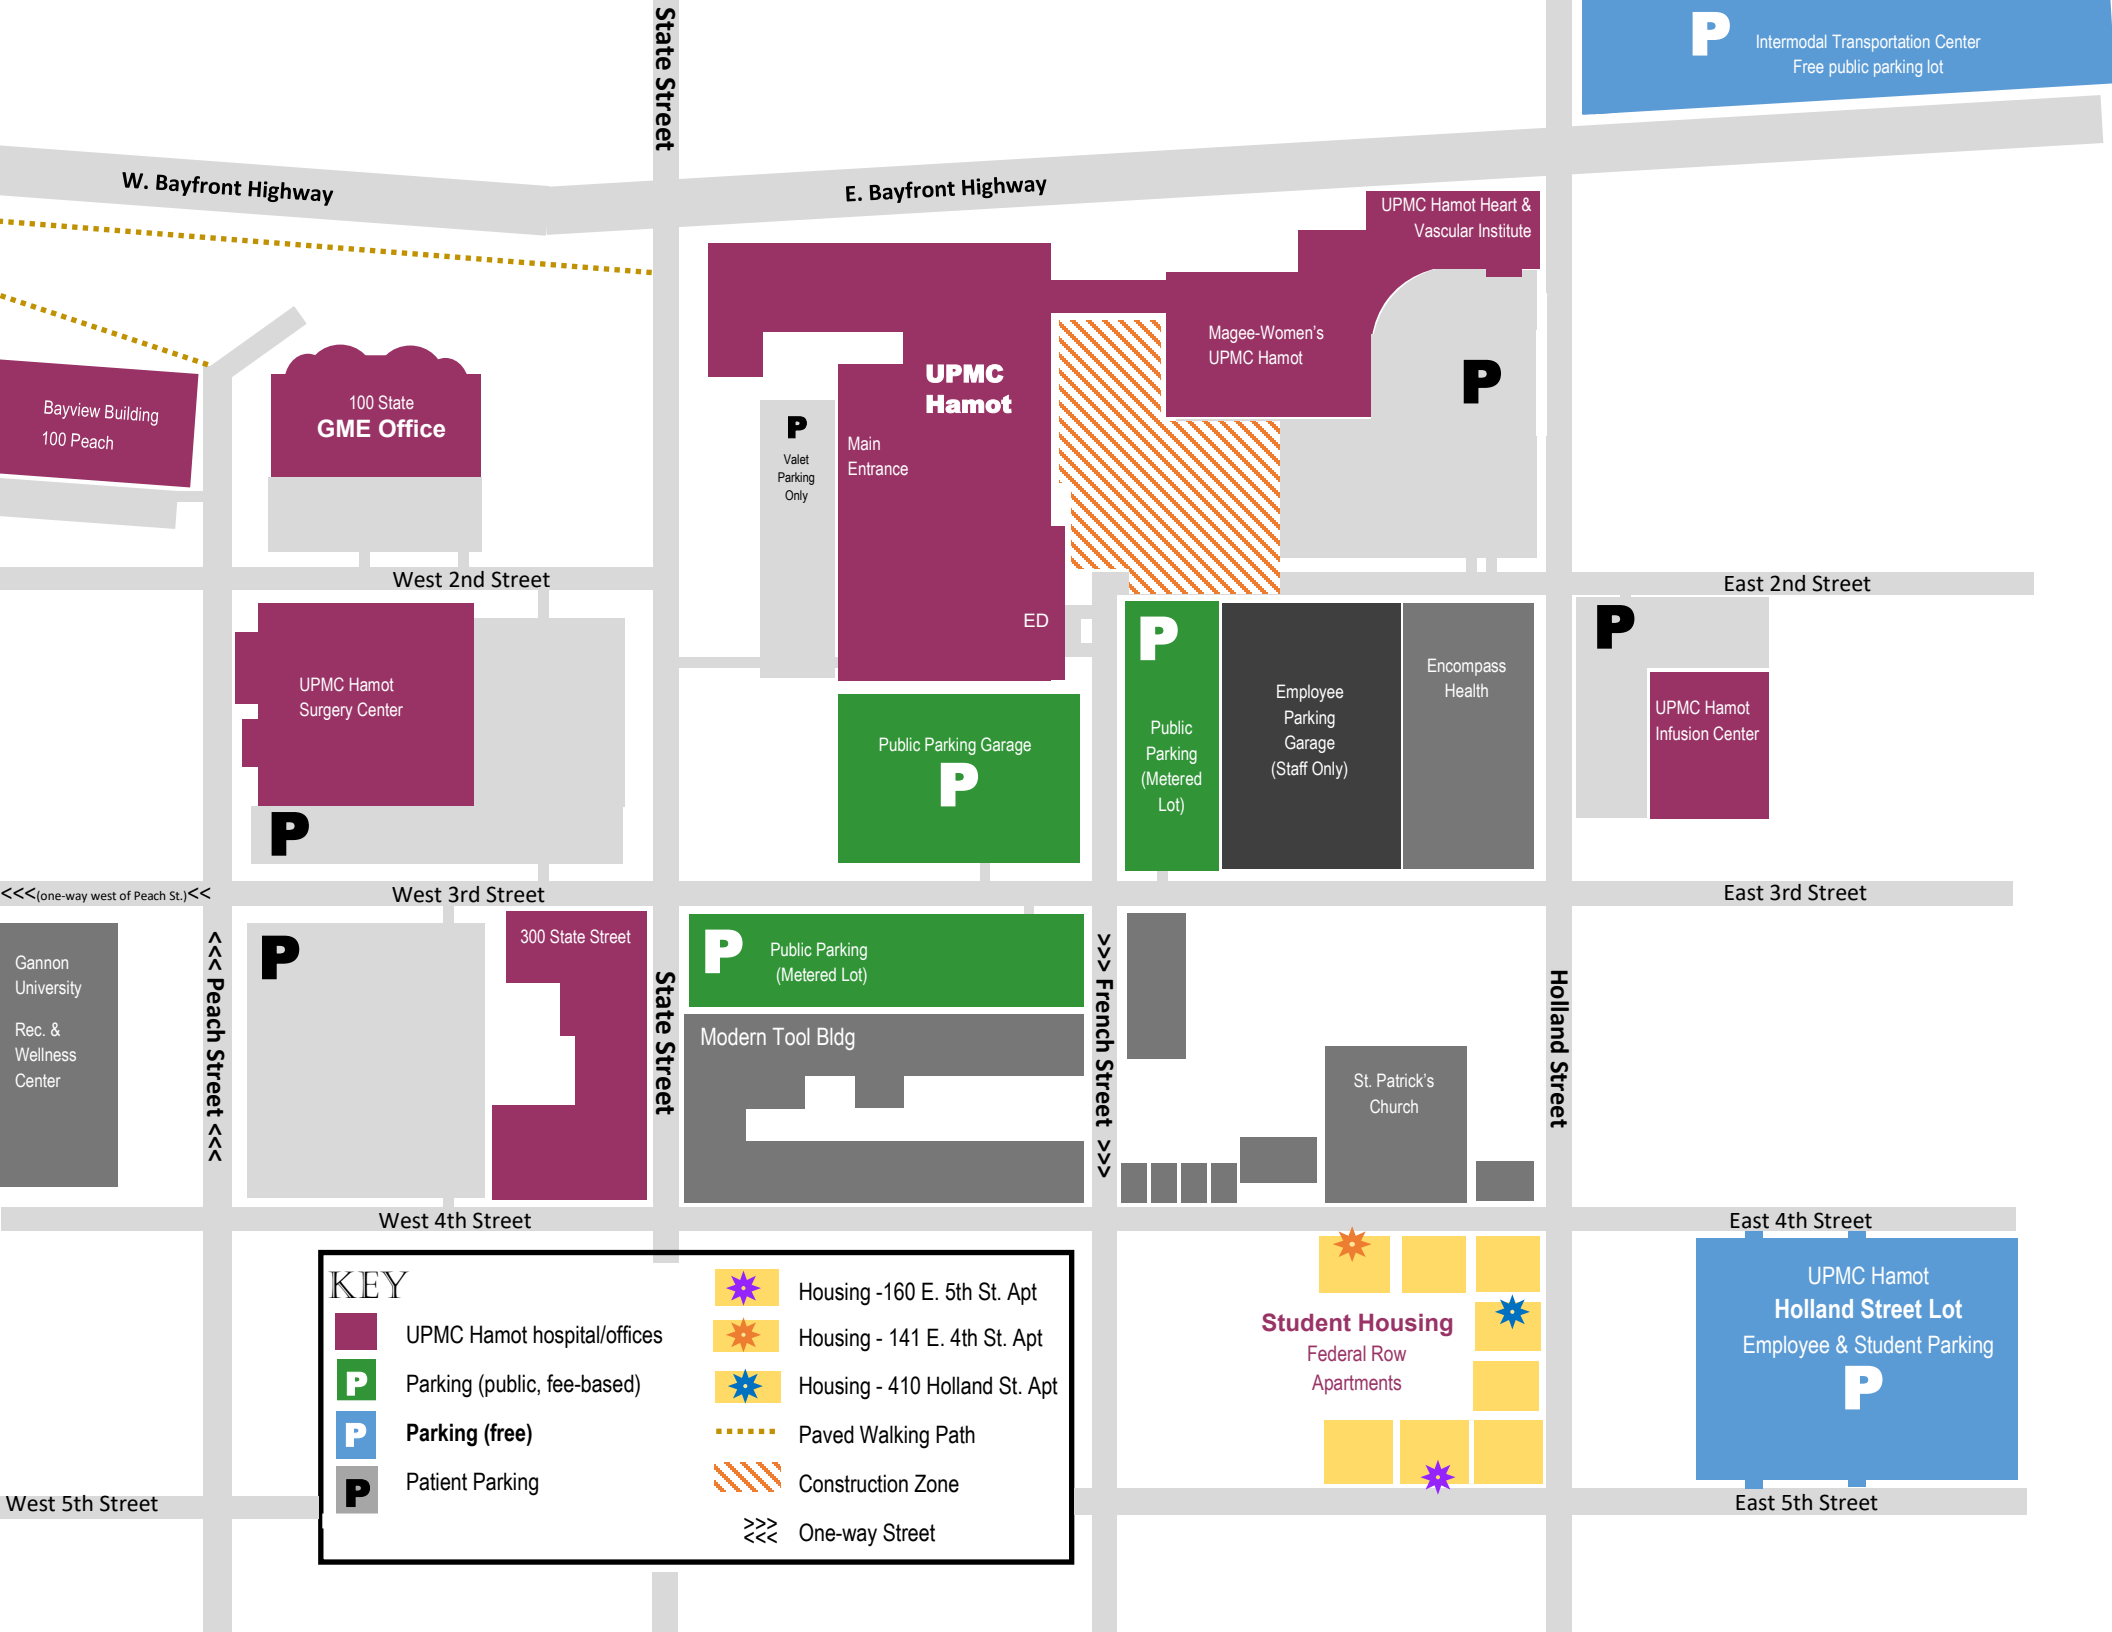 State Street
P
Intermodal Transportation Center
Free public parking lot
W. Bayfront Highway
E. Bayfront Highway
UPMC Hamot Heart &
Vascular Institute
Magee-Women's
UPMC Hamot
P
UPMC
Hamot
Main
Entrance
P
Valet
Parking
Only
100 State
GME Office
Bayview Building
100 Peach
West 2nd Street
East 2nd Street
ED
P
Public
Parking
(Metered
Lot)
Employee
Parking
Garage
(Staff Only)
Encompass
Health
P
UPMC Hamot
Infusion Center
UPMC Hamot
Surgery Center
P
Public Parking Garage
P
<<<(one-way west of Peach St.)<<
West 3rd Street
East 3rd Street
Gannon
University
Rec. &
Wellness
Center
<<< Peach Street <<<
P
300 State Street
State Street
P
Public Parking
(Metered Lot)
Modern Tool Bldg
>>> French Street >>>
St. Patrick's
Church
Holland Street
West 4th Street
East 4th Street
KEY
UPMC Hamot hospital/offices
P
Parking (public, fee-based)
P
Parking (free)
P
Patient Parking
Housing -160 E. 5th St. Apt
Housing - 141 E. 4th St. Apt
Housing - 410 Holland St. Apt
Paved Walking Path
Construction Zone
>>>
<<<
One-way Street
Student Housing
Federal Row
Apartments
UPMC Hamot
Holland Street Lot
Employee & Student Parking
P
West 5th Street
East 5th Street